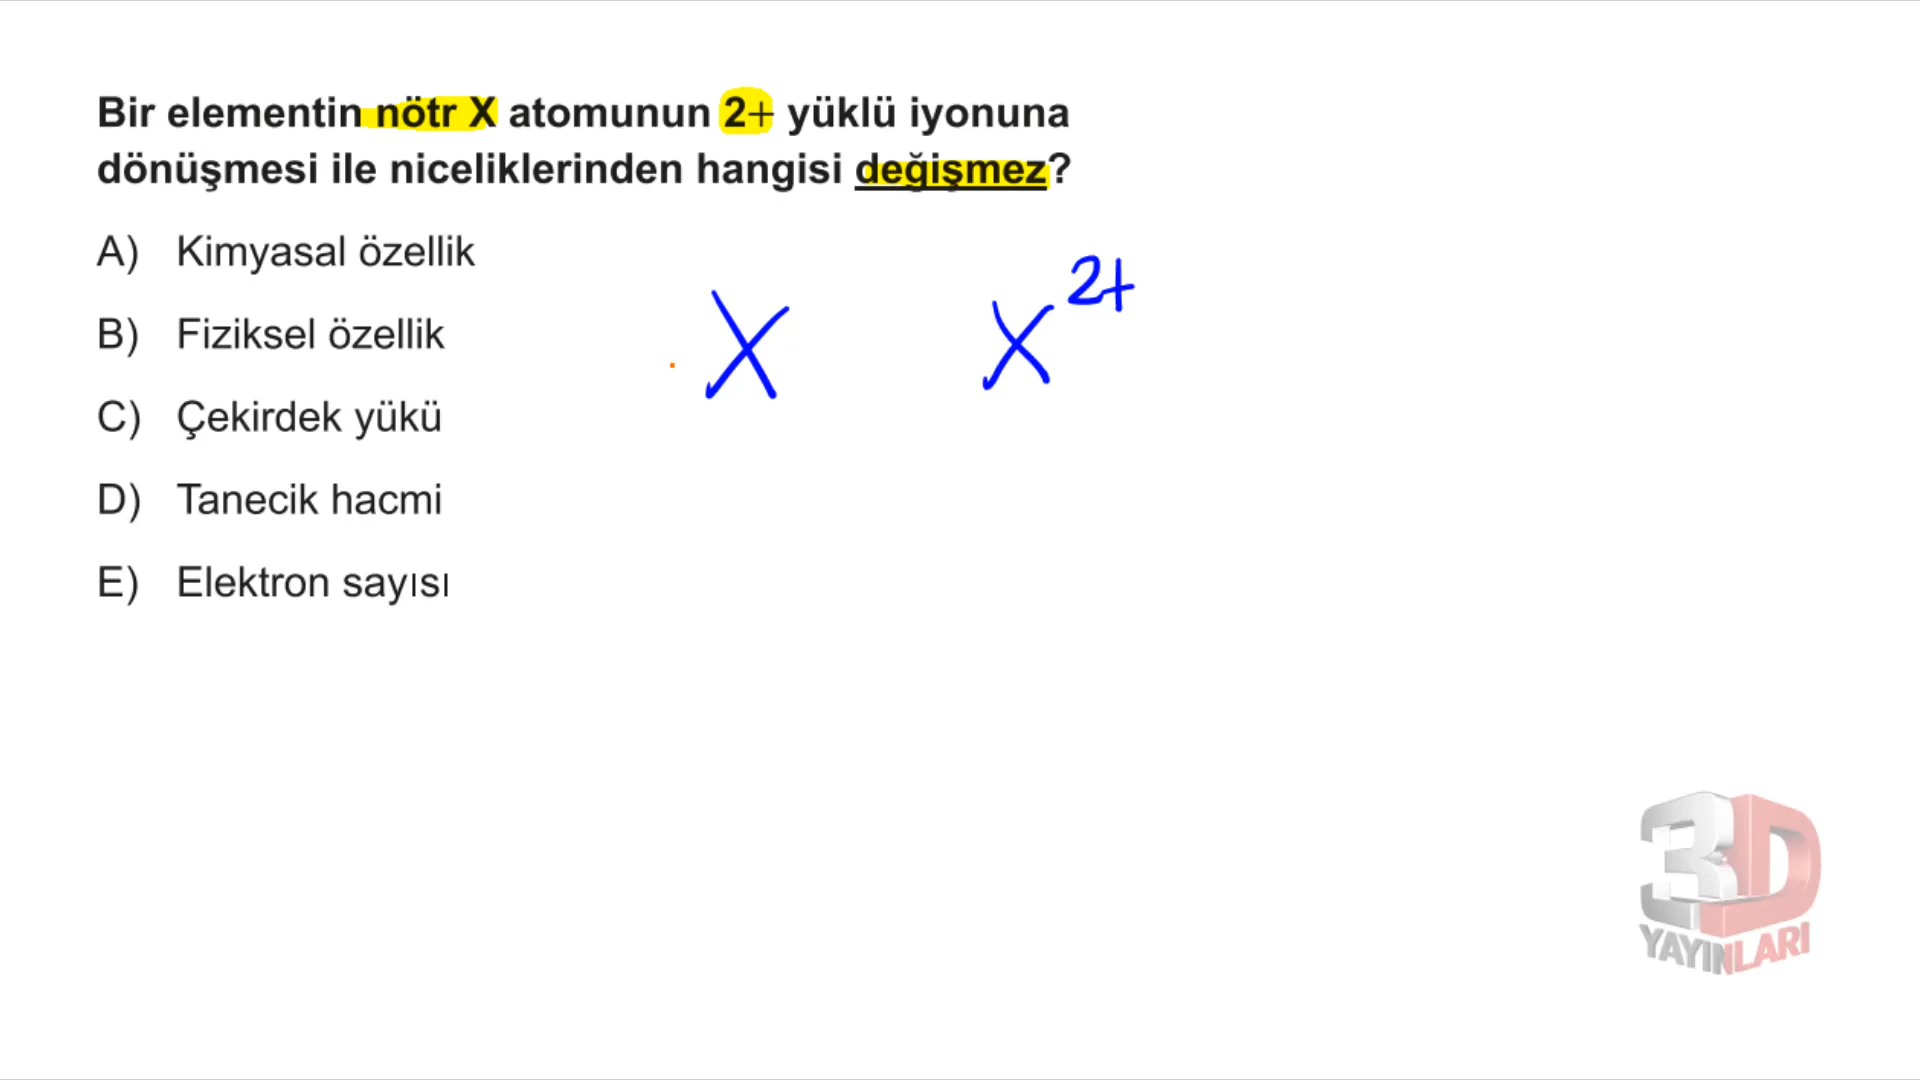 Bir elementin nötr X atomunun 2+ yüklü iyonuna
dönüşmesi ile niceliklerinden hangisi değişmez?
A) Kimyasal özellik
B) Fiziksel özellik
C) Çekirdek yükü
D) Tanecik hacmi
E) Elektron sayısı
X X2+
3D
YAYINLARI